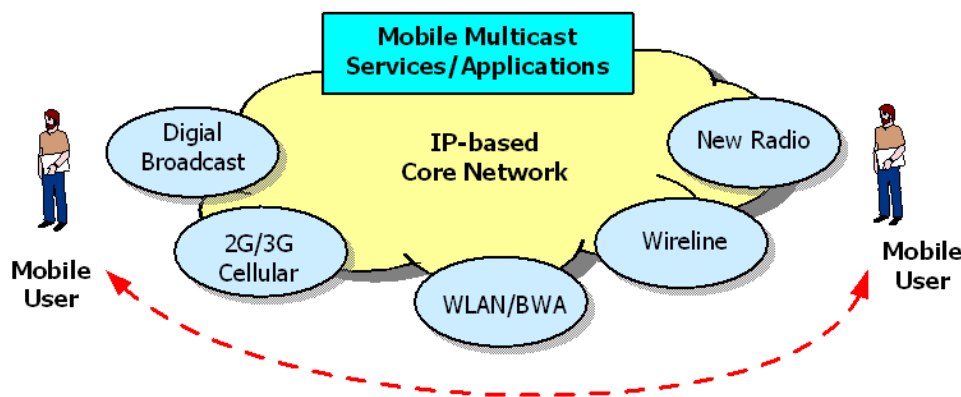 Mobile Multicast
Services/Applications
Digial
Broadcast
IP-based
Core Network
New Radio
2G/3G
Cellular
Wireline
WLAN/BWA
Mobile
User
Mobile
User